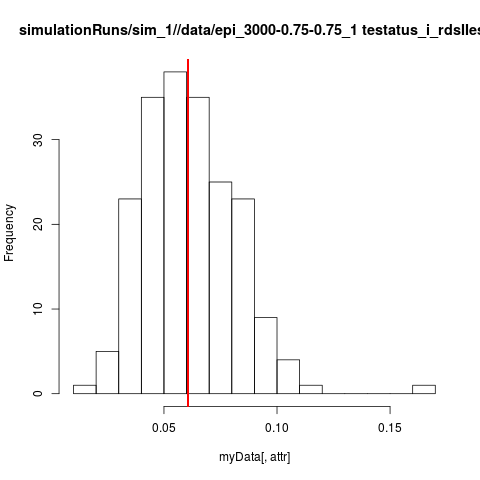 simulationRuns/sim_1//data/epi_3000-0.75-0.75_1 testatus_i_rdslles
Frequency
30
20
10
0
0.05 0.10 0.15
myData[, attr]